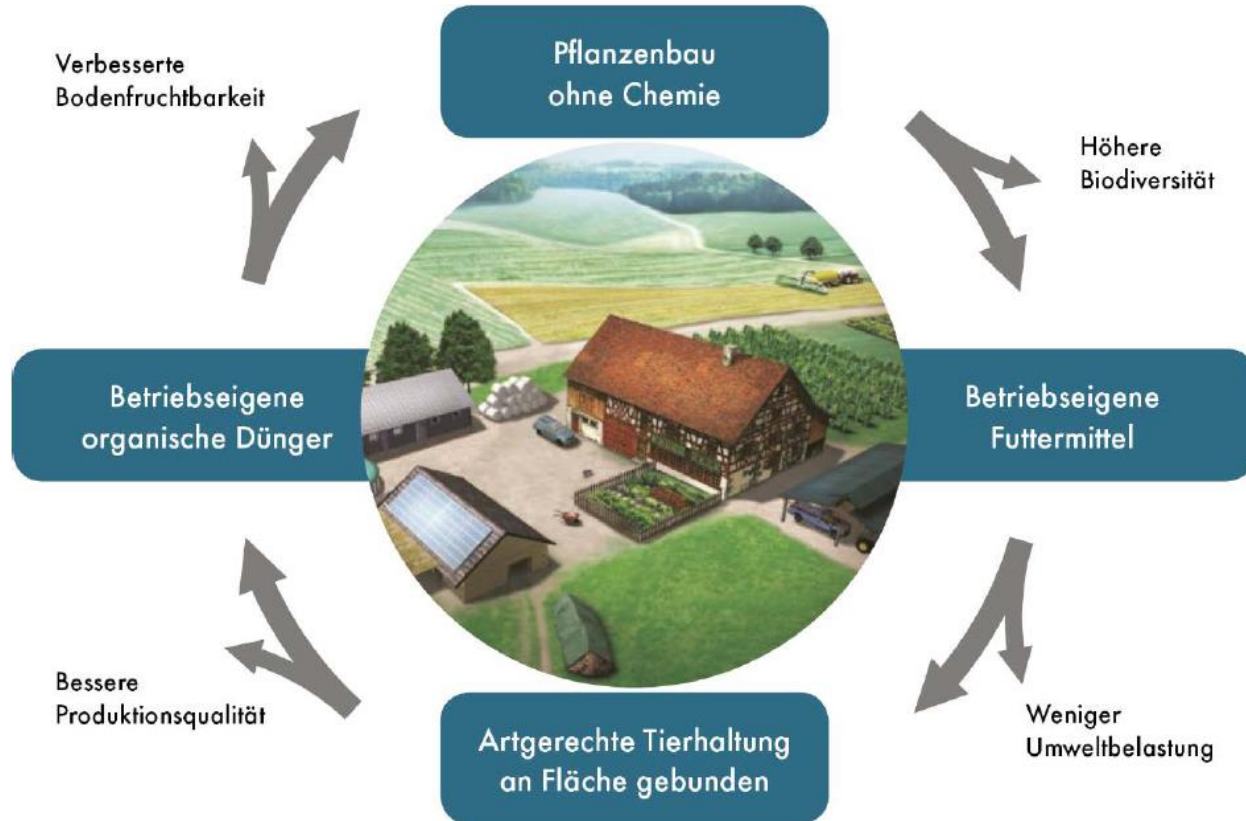 Pflanzenbau
ohne Chemie
Verbesserte
Bodenfruchtbarkeit
Höhere
Biodiversität
Betriebseigene
organische Dünger
Betriebseigene
Futtermittel
Bessere
Produktionsqualität
Weniger
Umweltbelastung
Artgerechte Tierhaltung
an Fläche gebunden